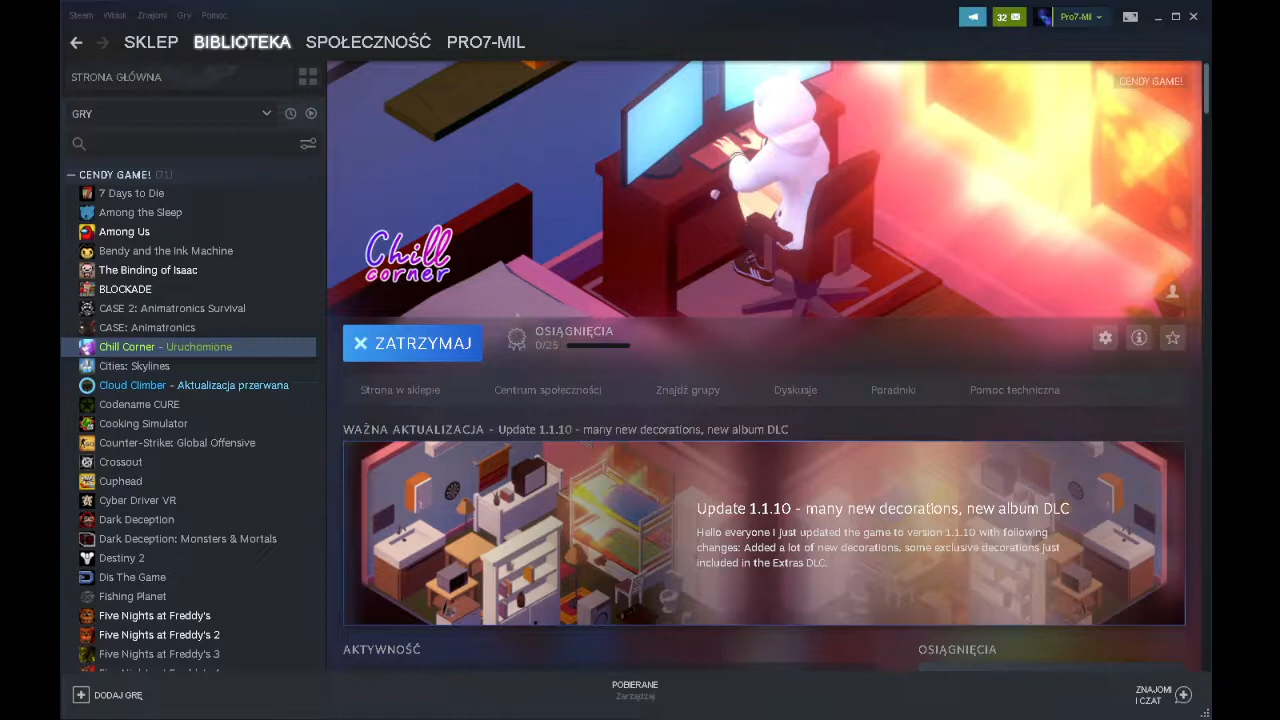 Steam Widok Znajomi Gry Pomoc
32
Pro7-Mil
SKLEP BIBLIOTEKA SPOŁECZNOŚĆ PRO7-MIL
STRONA GŁÓWNA
GRY
CENDY GAME! (71)
7 Days to Die
Among the Sleep
Among Us
Bendy and the Ink Machine
The Binding of Isaac
BLOCKADE
CASE 2: Animatronics Survival
CASE: Animatronics
Chill Corner - Uruchomione
Cities: Skylines
Cloud Climber - Aktualizacja przerwana
Codename CURE
Cooking Simulator
Counter-Strike: Global Offensive
Crossout
Cuphead
Cyber Driver VR
Dark Deception
Dark Deception: Monsters & Mortals
Destiny 2
Dis The Game
Fishing Planet
Five Nights at Freddy's
Five Nights at Freddy's 2
Five Nights at Freddy's 3
DODAJ GRĘ
CENDY GAME!
Chill
corner
ZATRZYMAJ
OSIĄGNIĘCIA
0/25
Strona w sklepie Centrum społeczności Znajdź grupy Dyskusje Poradniki Pomoc techniczna
WAŻNA AKTUALIZACJA - Update 1.1.10 - many new decorations, new album DLC
Update 1.1.10 - many new decorations, new album DLC
Hello everyone I just updated the game to version 1.1.10 with following
changes: Added a lot of new decorations, some exclusive decorations just
included in the Extras DLC.
AKTYWNOŚĆ
OSIĄGNIĘCIA
POBIERANE
Zarządzaj
ZNAJOMI
I CZAT